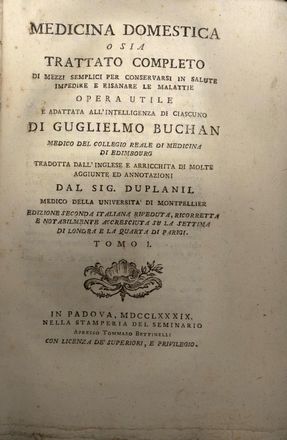 MEDICINA DOMESTICA
O SIA
TRATTATO COMPLETO
DI MEZZI SEMPLICI PER CONSERVARSI IN SALUTE
IMPEDIRE E RISANARE LE MALATTIE
OPERA UTILE
E ADATTATA ALL'INTELLIGENZA DI CIASCUNO
DI GUGLIELMO BUCHAN
MEDICO DEL COLLEGIO REALE DI MEDICINA
DI EDIMBOURG
TRADOTTA DALL'INGLESE E ARRICCHITA DI MOLTE
AGGIUNTE ED ANNOTAZIONI
DAL SIG. DUPLANIL
MEDICO DELLA UNIVERSITA' DI MONTPELLIER
EDIZIONE SECONDA ITALIANA RIVEDUTA, RICORRETTA
E NOTABILMENTE ACCRESCIUTA SU LA SETTIMA
DI LONDRA E LA QUARTA DI PARIGI.
TOMO I.
IN PADOVA, MDCCLXXXIX.
NELLA STAMPERIA DEL SEMINARIO
APPRESSO TOMMASO BETTINELLI
CON LICENZA DE' SUPERIORI, E PRIVILEGIO.